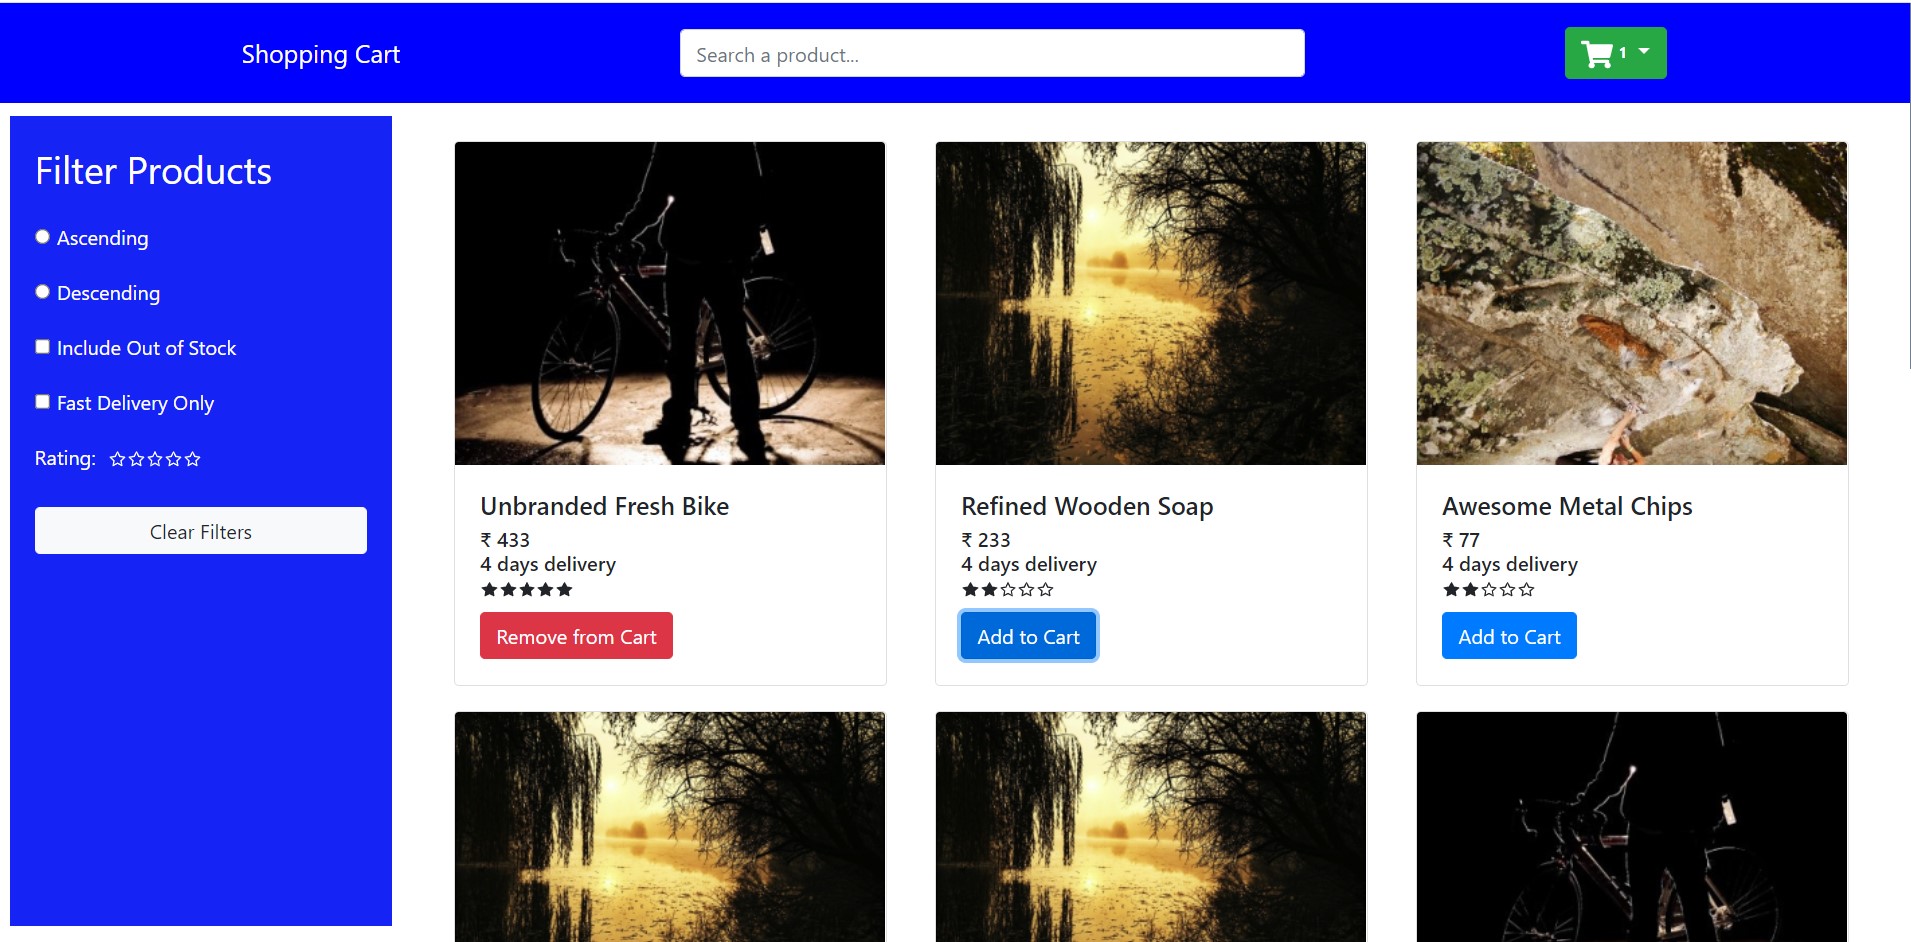 Shopping Cart
Search a product...
1
Filter Products
Ascending
Descending
Include Out of Stock
Fast Delivery Only
Rating:
Clear Filters
Unbranded Fresh Bike
₹ 433
4 days delivery
Remove from Cart
Refined Wooden Soap
₹ 233
4 days delivery
Add to Cart
Awesome Metal Chips
₹ 77
4 days delivery
Add to Cart